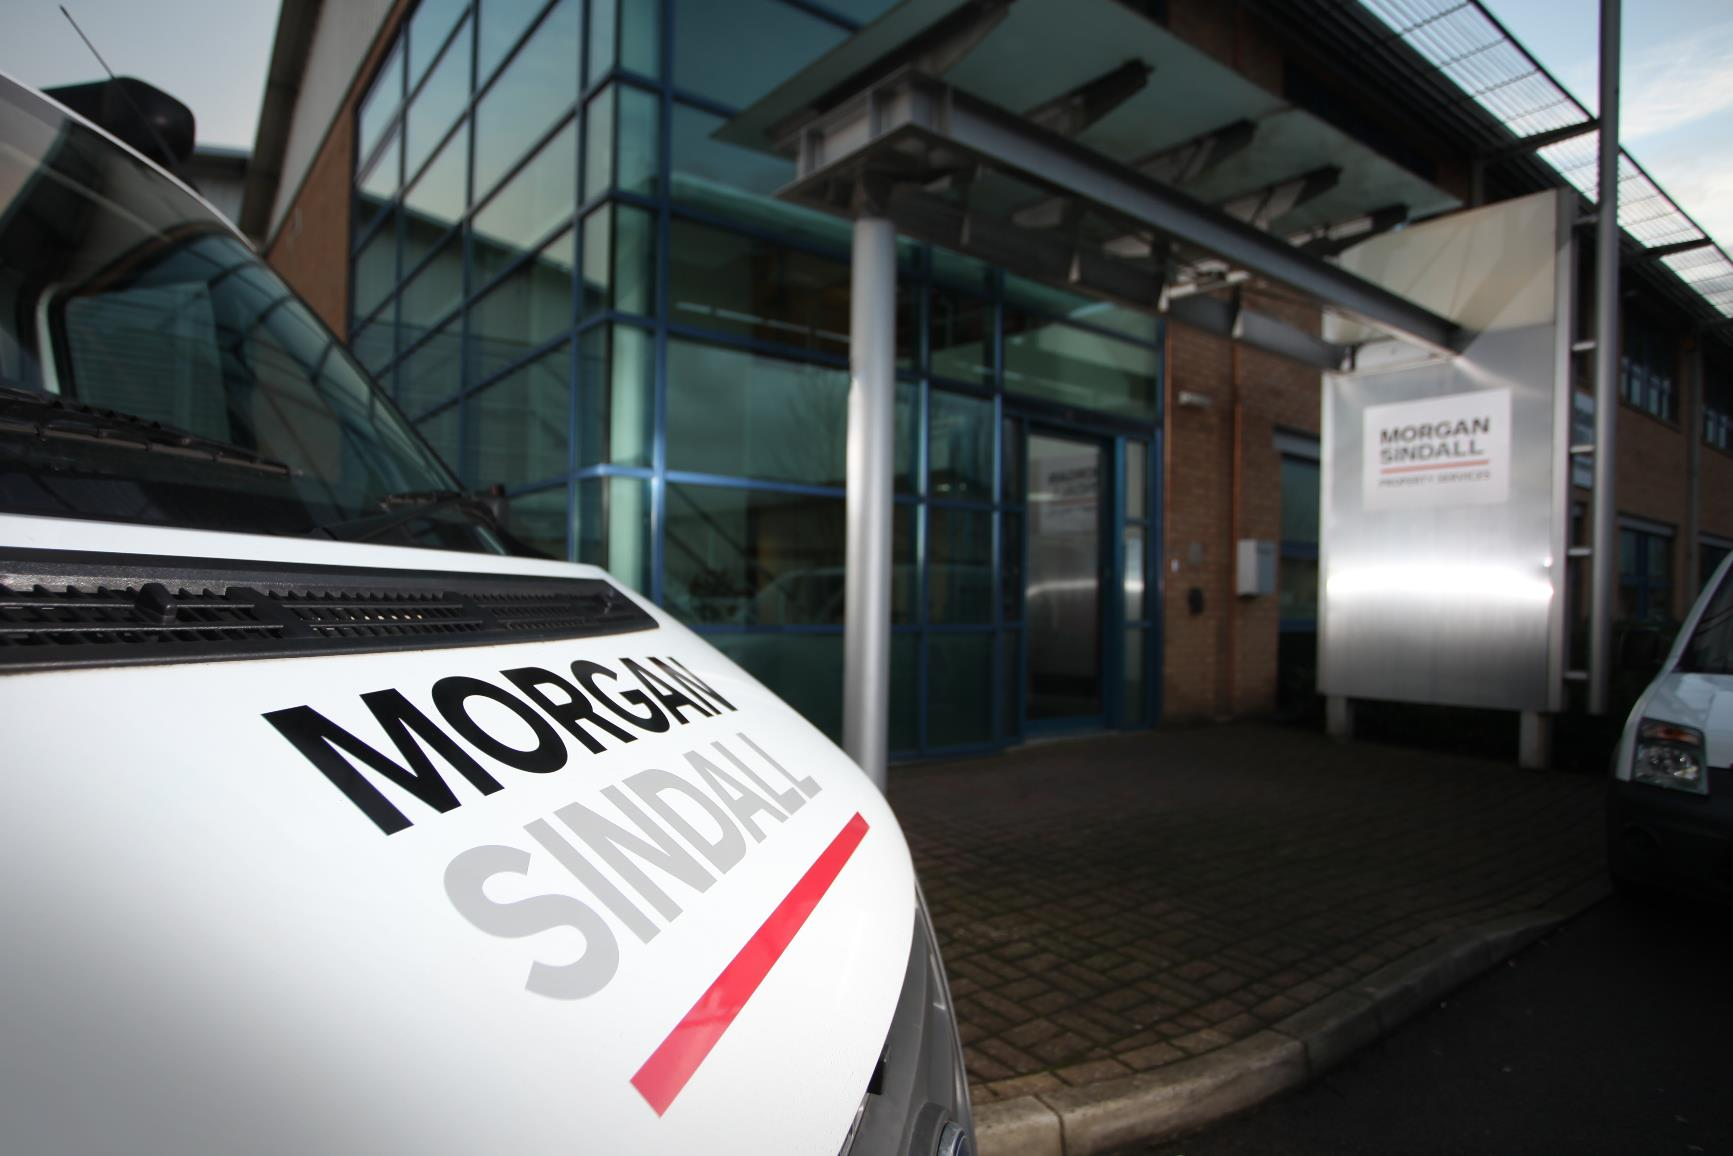 MORGAN
SINDALL
MORGAN
SINDALL
PROPERTY SERVICES